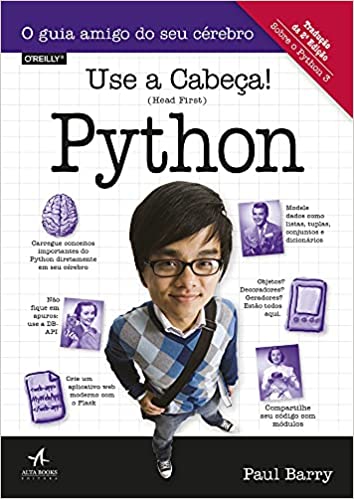 O guia amigo do seu cérebro
O'REILLY®
Tradução
da 2ª Edição
Sobre o Python 3
Use a Cabeça!
(Head First)
Python
Carregue conceitos
importantes do
Python diretamente
em seu cérebro
Modele
dados como
listas, tuplas,
conjuntos e
dicionários
Não
fique em
apuros:
use a DB-
API
Objetos?
Decoradores?
Geradores?
Estão todos
aqui.
Crie um
aplicativo web
moderno com
o Flask
Compartilhe
seu código com
módulos
ALTA BOOKS
EDITORA
Paul Barry